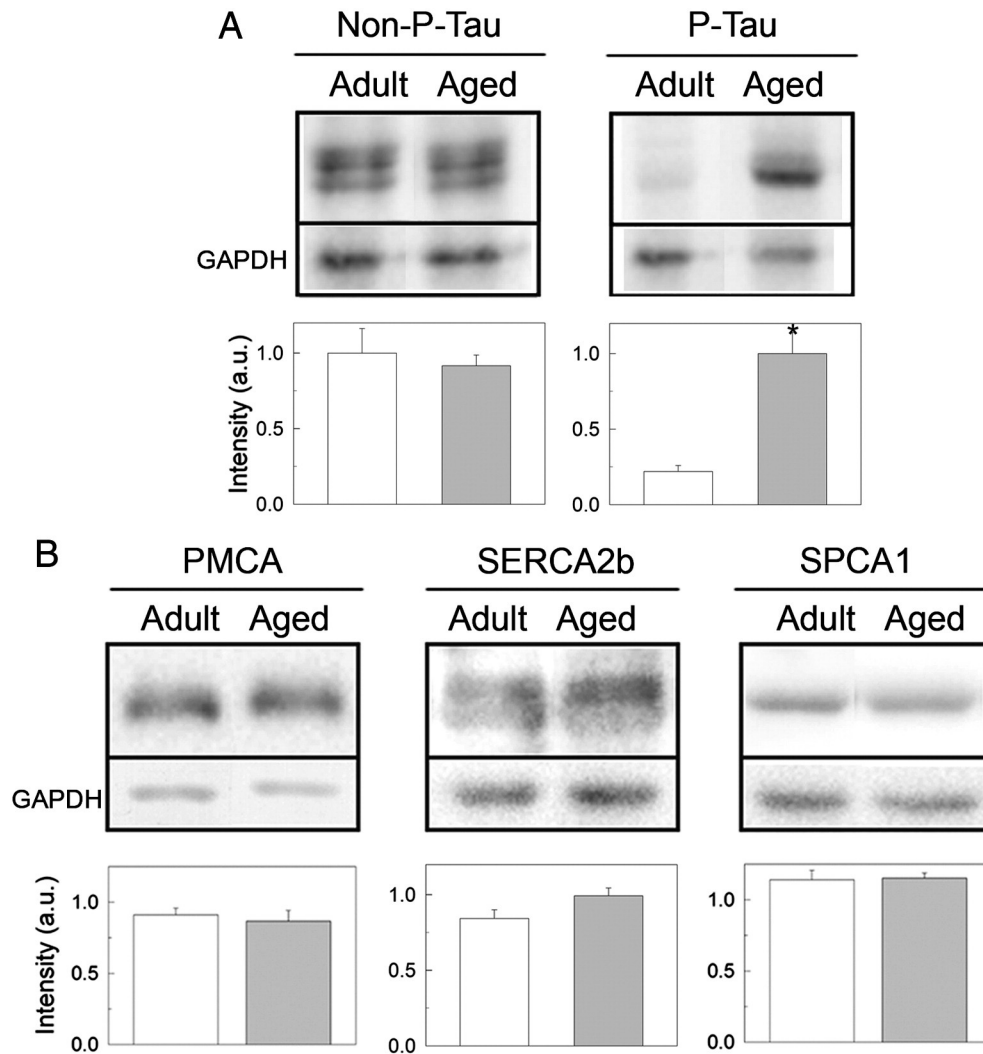 A
Non-P-Tau P-Tau
Adult Aged Adult Aged
GAPDH
Intensity (a.u.)
1.0 1.0
*
0.5 0.5
0.0 0.0
B
PMCA SERCA2b SPCA1
Adult Aged Adult Aged Adult Aged
GAPDH
Intensity (a.u.)
1.0 1.0 1.0
0.5 0.5 0.5
0.0 0.0 0.0